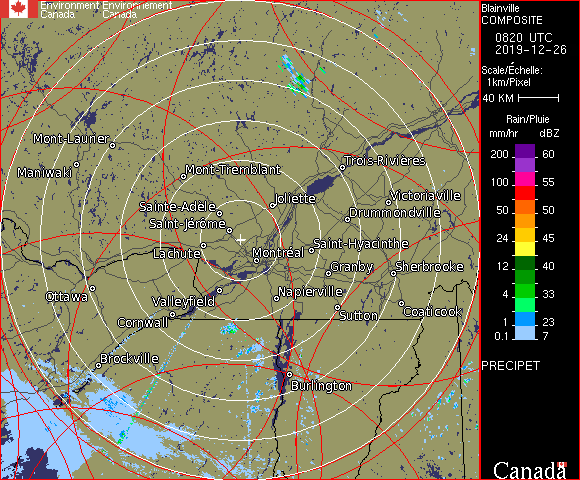 Environment Environnement
Canada Canada
Blainville
COMPOSITE
0820 UTC
2019-12-26
Scale/Échelle:
1km/Pixel
40 KM
Rain/Pluie
mm/hr dBZ
200 60
100 55
50 50
24 45
12 40
4 33
1 23
0.1 7
PRECIPET
Canada
Mont-Laurier
Maniwaki
Mont-Tremblant
Trois-Rivières
Joliette
Victoriaville
Sainte-Adèle
Drummondville
Saint-Jérôme
Lachute
Montréal
Saint-Hyacinthe
Granby
Sherbrooke
Ottawa
Valleyfield
Napierville
Cornwall
Sutton
Coaticook
Brockville
Burlington